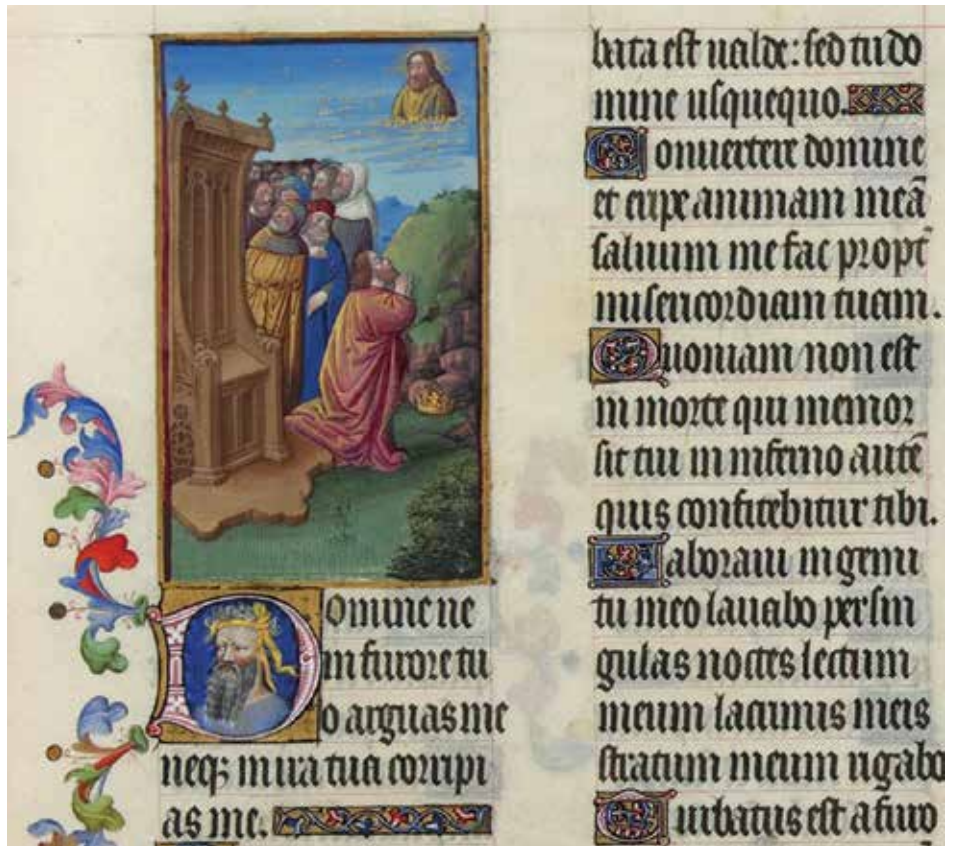 Domine ne
in furore tu
o arguas me
neqꝫ in ira tua corripi
as me.
bata est ualde: sed tu do
mine usquequo.
Conuertere domine
et eripe animam meā
saluum me fac propt̄
misericordiam tuam.
Quoniam non est
in morte qui memor
sit tui in inferno autē
quis confitebitur tibi.
Laboraui in gemi
tu meo lauabo per sin
gulas noctes lectum
meum lacrimis meis
stratum meum rigabo
Turbatus est a furo